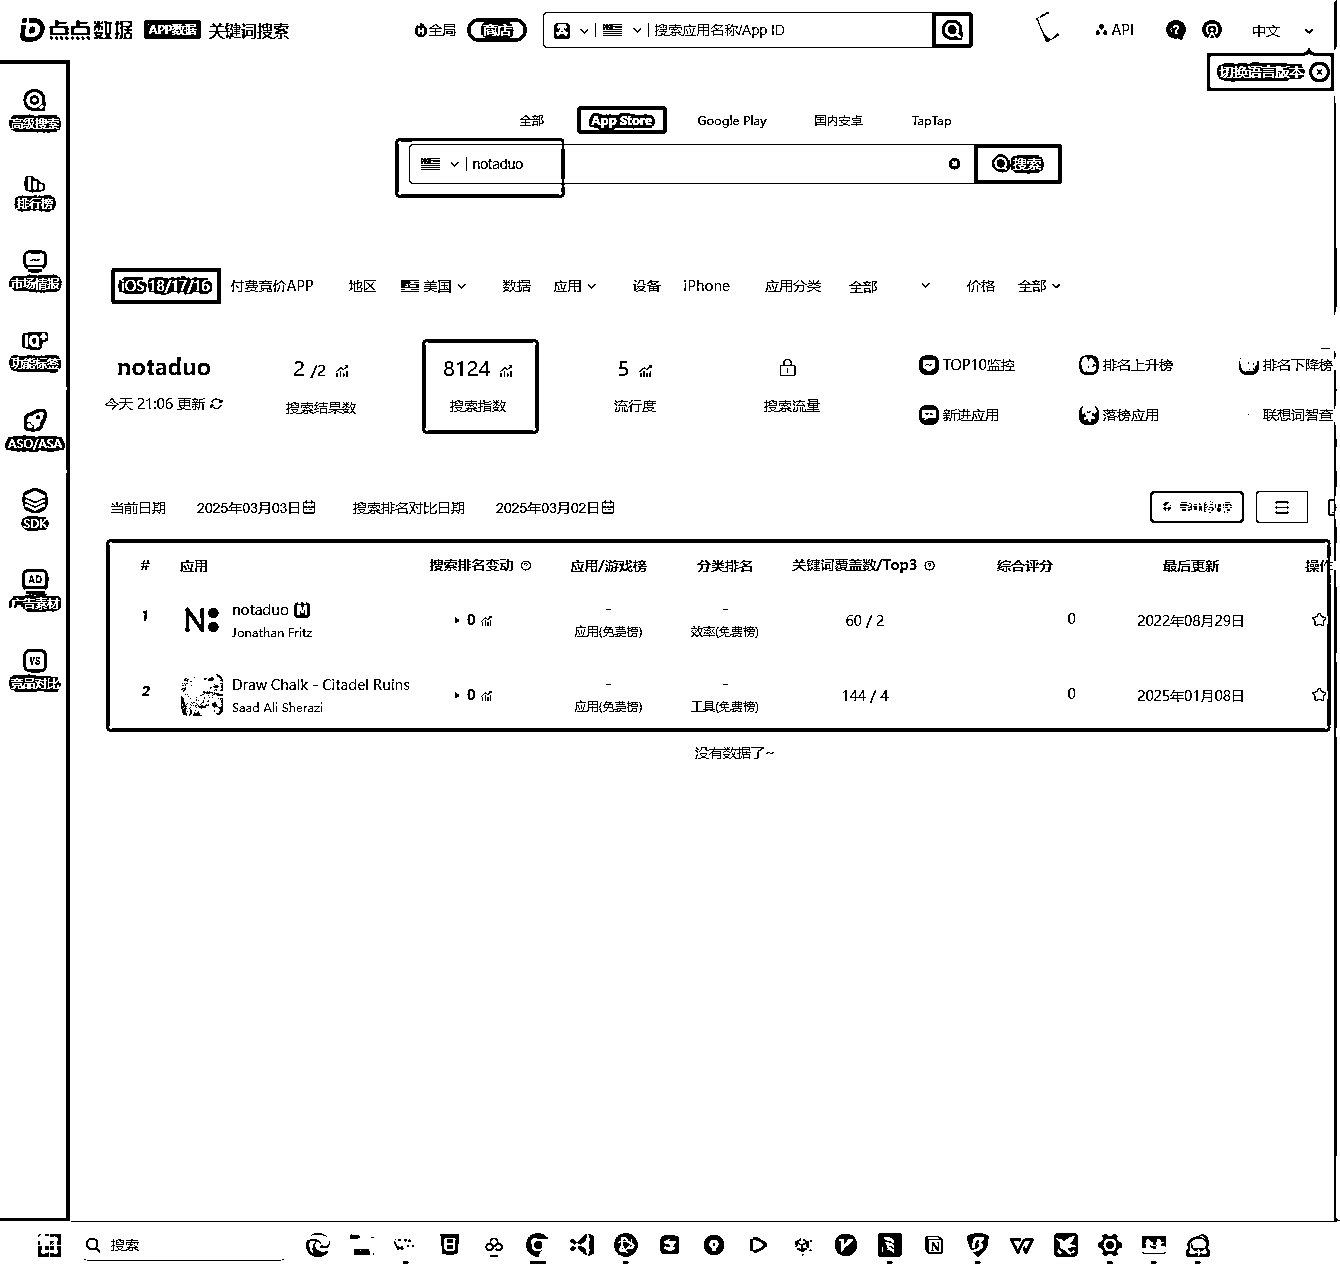 点点数据 APP数据 关键词搜索 全局 商店 搜索应用名称/App ID API 中文
切换语言版本
全部 App Store Google Play 国内安卓 TapTap
notaduo 搜索
高级搜索
排行榜
市场情报
功能标签
ASO/ASA
SDK
广告素材
竞品对比
iOS 18/17/16 付费竞价APP 地区 美国 数据 应用 设备 iPhone 应用分类 全部 价格 全部
notaduo 2 /2 8124 5 TOP10监控 排名上升榜 排名下降榜
今天 21:06 更新 搜索结果数 搜索指数 流行度 搜索流量 新进应用 落榜应用 联想词智查
当前日期 2025年03月03日 搜索排名对比日期 2025年03月02日
# 应用 搜索排名变动 应用/游戏榜 分类排名 关键词覆盖数/Top3 综合评分 最后更新 操作
1 notaduo M 0 - - 60 / 2 0 2022年08月29日
Jonathan Fritz 应用(免费榜) 效率(免费榜)
2 Draw Chalk - Citadel Ruins 0 - - 144 / 4 0 2025年01月08日
Saad Ali Sherazi 应用(免费榜) 工具(免费榜)
没有数据了~
搜索